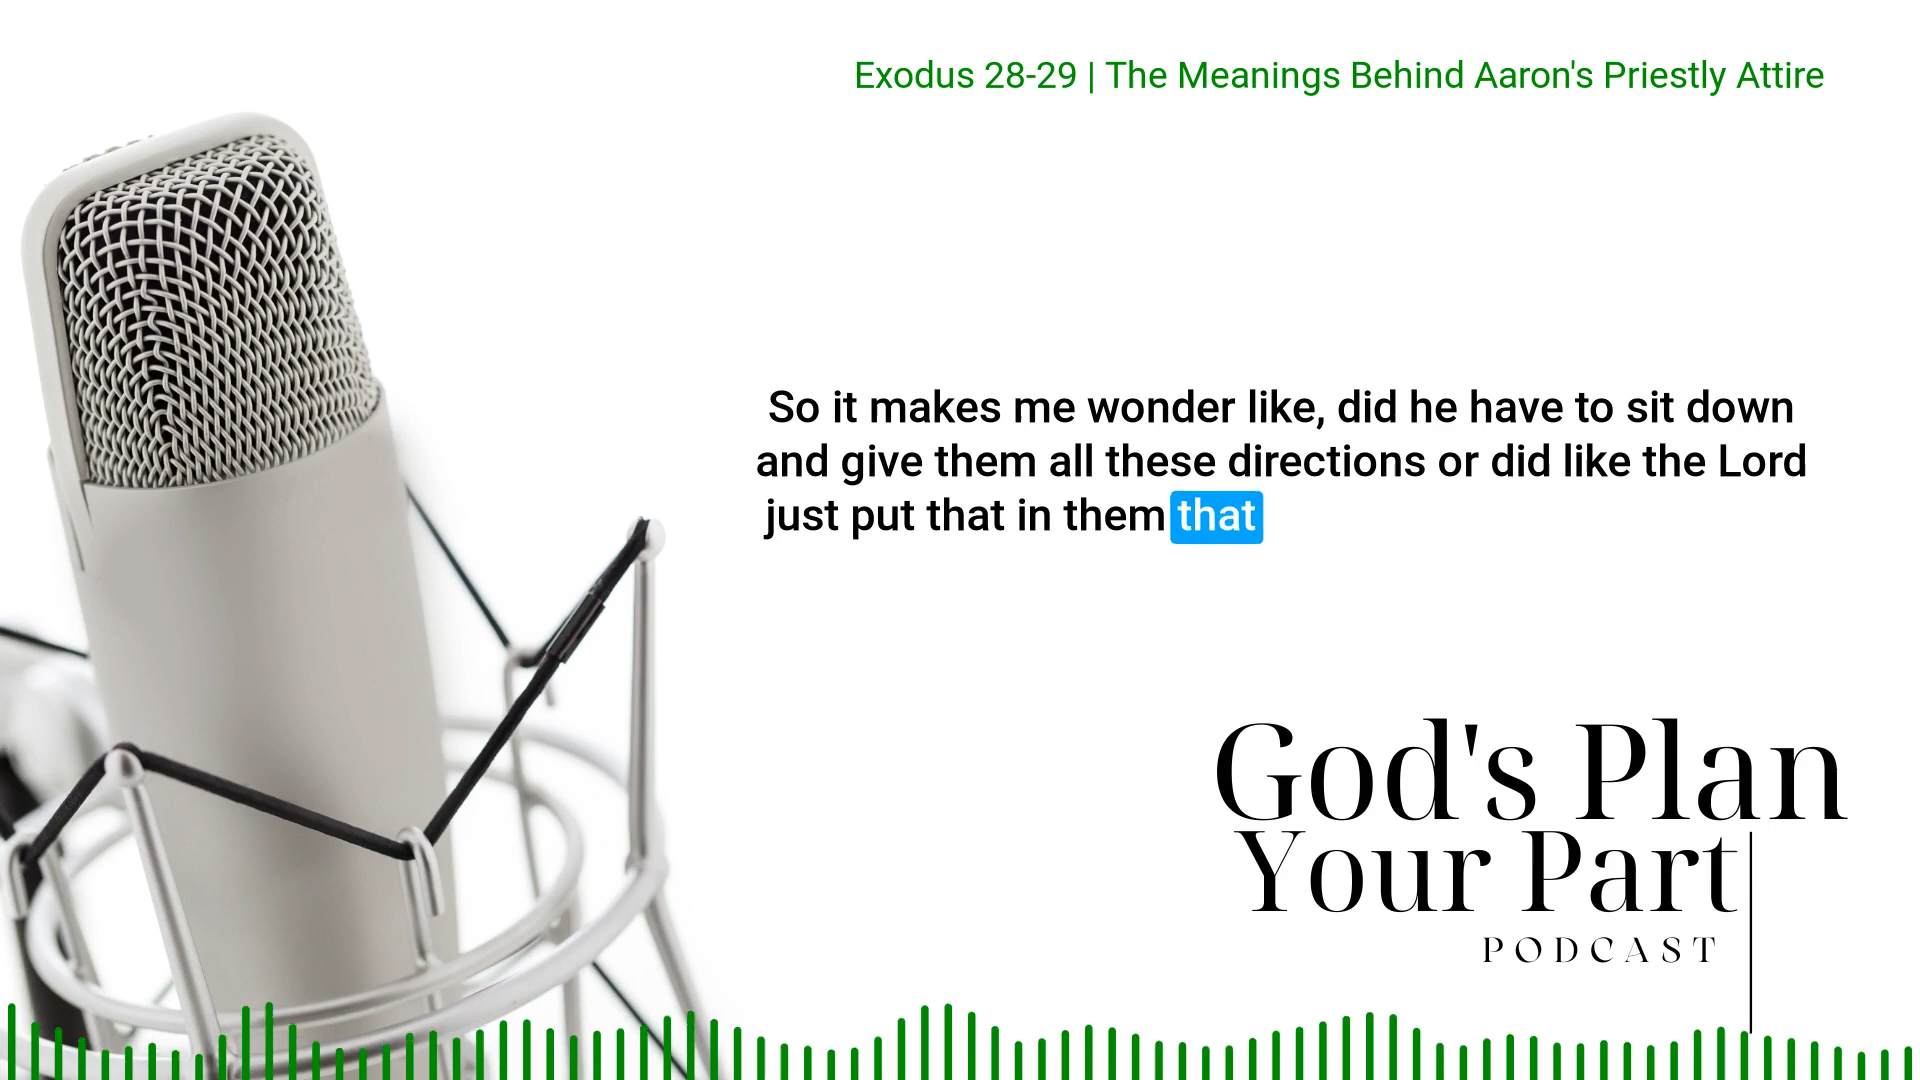 Exodus 28-29 | The Meanings Behind Aaron's Priestly Attire
So it makes me wonder like, did he have to sit down
and give them all these directions or did like the Lord
just put that in them that
God's Plan
Your Part
PODCAST